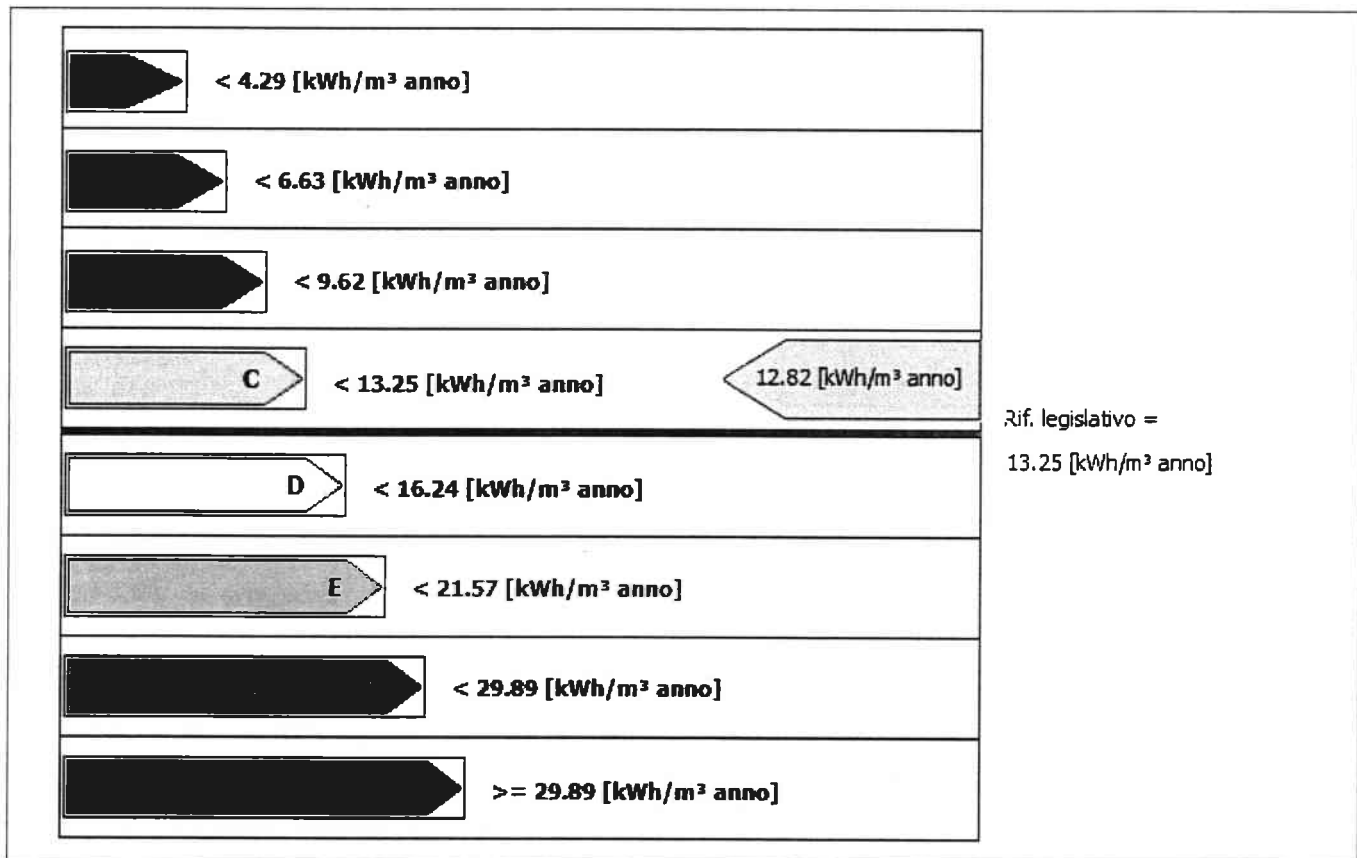 < 4.29 [kWh/m³ anno]
< 6.63 [kWh/m³ anno]
< 9.62 [kWh/m³ anno]
C < 13.25 [kWh/m³ anno] 12.82 [kWh/m³ anno]
Rif. legislativo =
13.25 [kWh/m³ anno]
D < 16.24 [kWh/m³ anno]
E < 21.57 [kWh/m³ anno]
< 29.89 [kWh/m³ anno]
>= 29.89 [kWh/m³ anno]